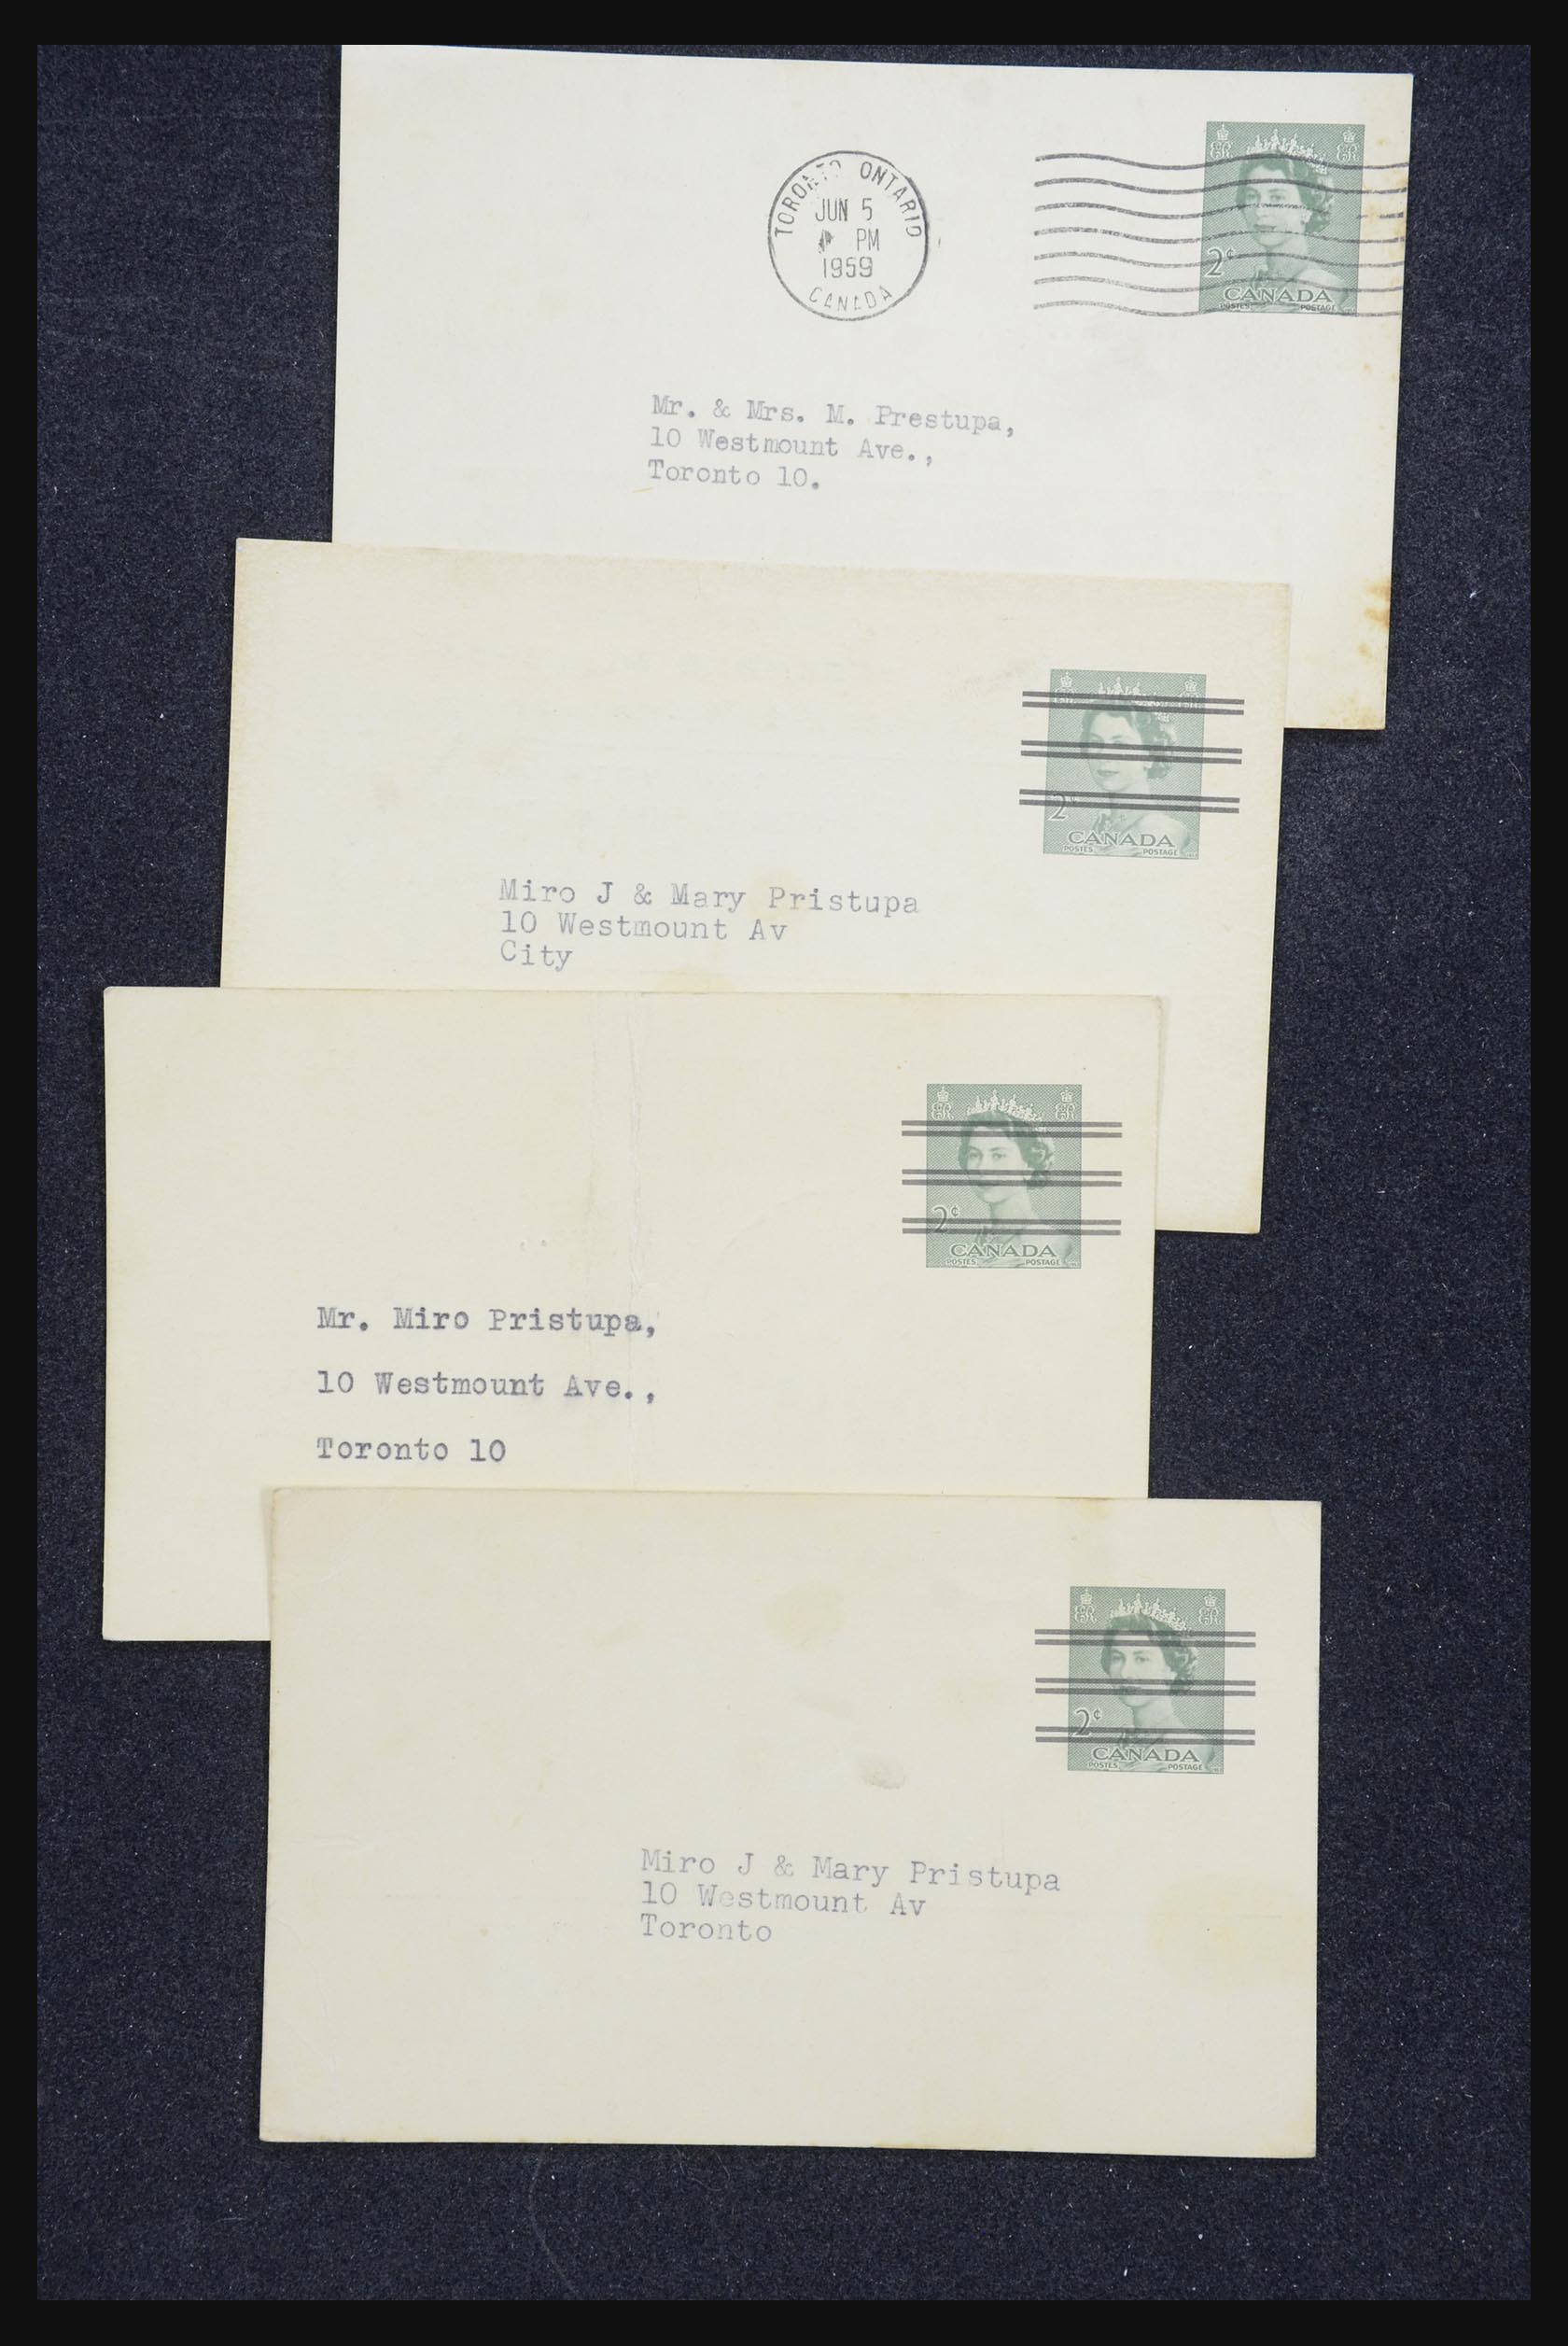 TORONTO ONTARIO
JUN 5
PM
1959
CANADA
2¢
CANADA
POSTES POSTAGE
Mr. & Mrs. M. Prestupa,
10 Westmount Ave.,
Toronto 10.
2¢
CANADA
POSTES POSTAGE
Miro J & Mary Pristupa
10 Westmount Av
City
2¢
CANADA
POSTES POSTAGE
Mr. Miro Pristupa,
10 Westmount Ave.,
Toronto 10
2¢
CANADA
POSTES POSTAGE
Miro J & Mary Pristupa
10 Westmount Av
Toronto